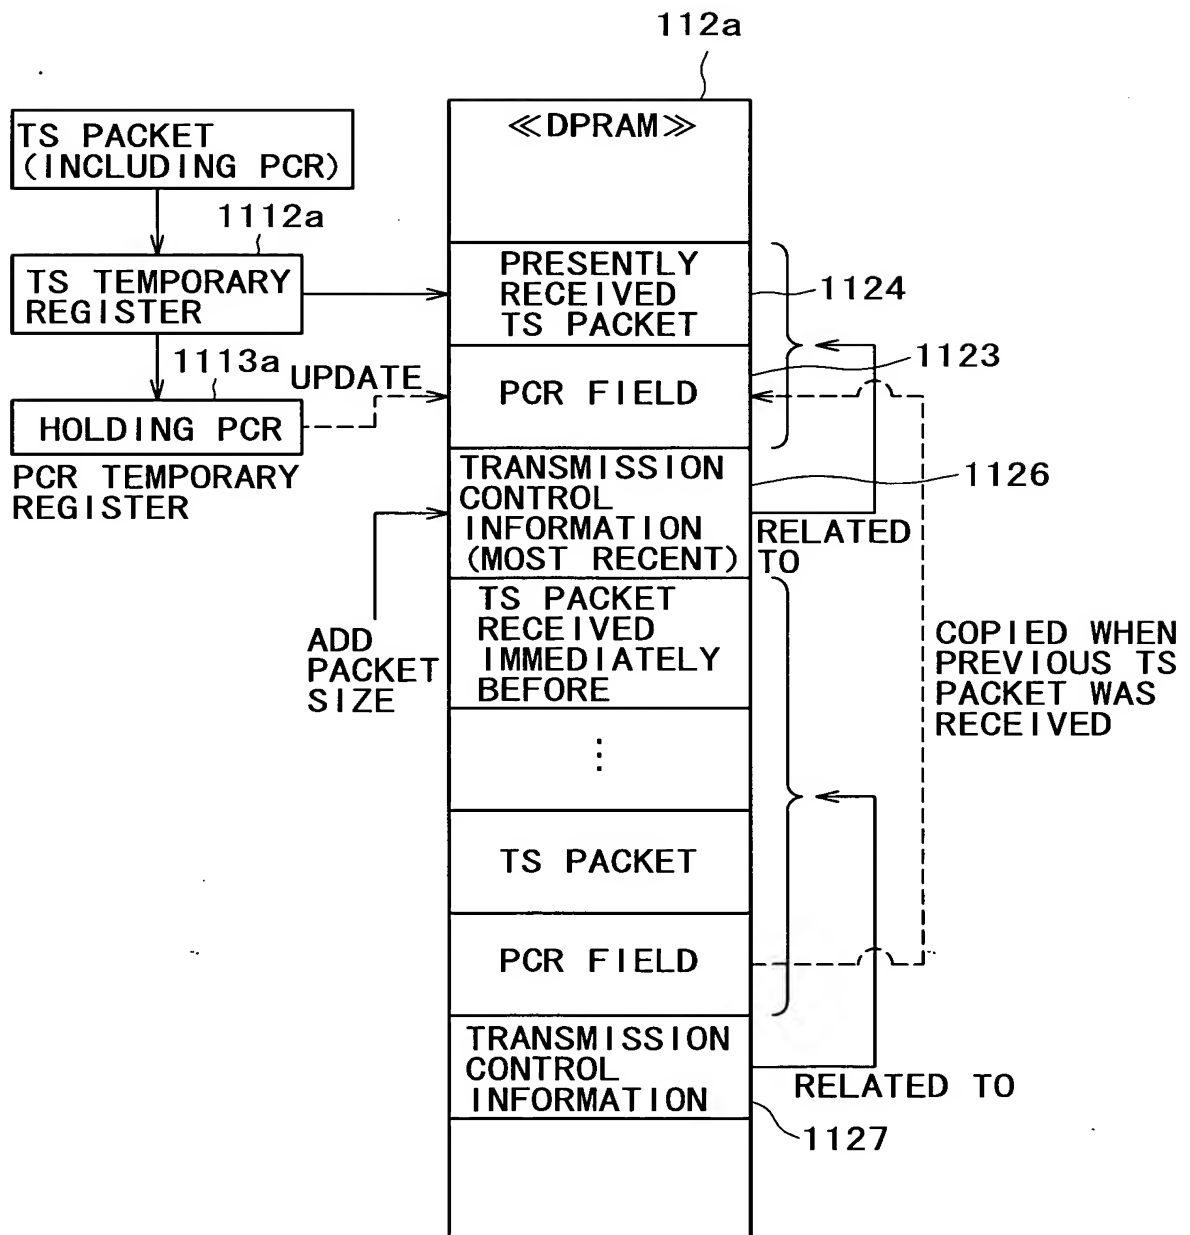 112a
≪DPRAM≫
TS PACKET
(INCLUDING PCR)
1112a
TS TEMPORARY
REGISTER
1113a
UPDATE
HOLDING PCR
PCR TEMPORARY
REGISTER
PRESENTLY
RECEIVED
TS PACKET
1124
1123
PCR FIELD
TRANSMISSION
CONTROL
INFORMATION
(MOST RECENT)
1126
RELATED
TO
ADD
PACKET
SIZE
TS PACKET
RECEIVED
IMMEDIATELY
BEFORE
COPIED WHEN
PREVIOUS TS
PACKET WAS
RECEIVED
⋮
TS PACKET
PCR FIELD
TRANSMISSION
CONTROL
INFORMATION
RELATED TO
1127